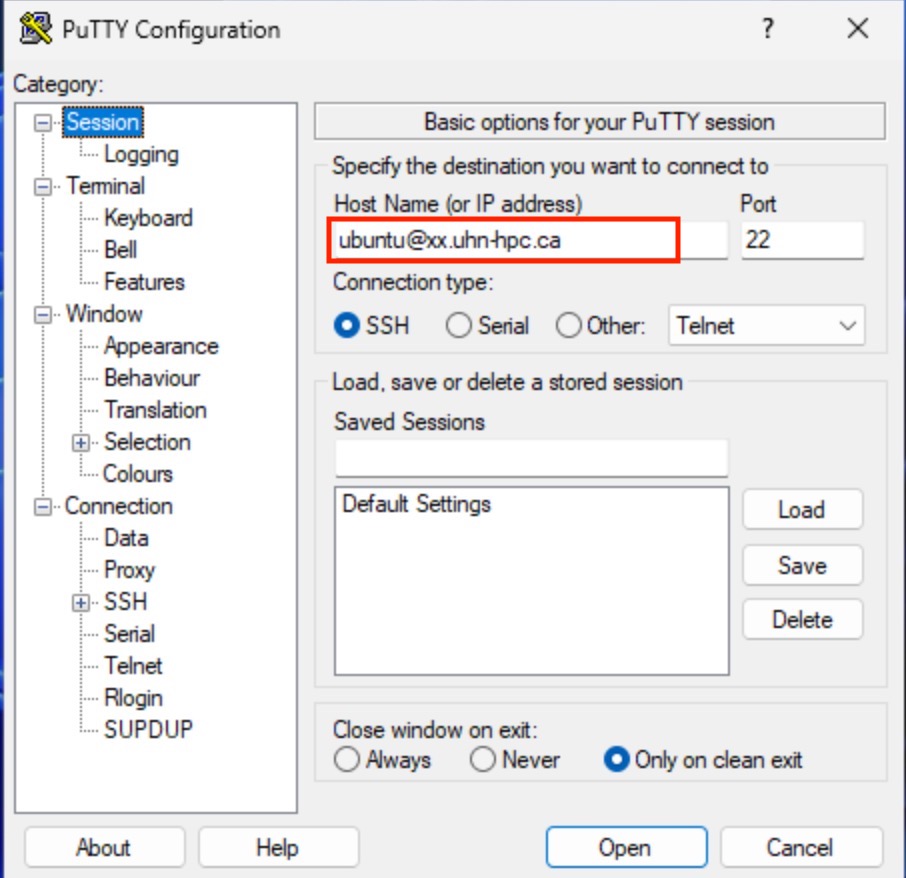 PuTTY Configuration
?
Category:
Session
Logging
Terminal
Keyboard
Bell
Features
Window
Appearance
Behaviour
Translation
Selection
Colours
Connection
Data
Proxy
SSH
Serial
Telnet
Rlogin
SUPDUP
Basic options for your PuTTY session
Specify the destination you want to connect to
Host Name (or IP address) Port
ubuntu@xx.uhn-hpc.ca 22
Connection type:
SSH Serial Other: Telnet
Load, save or delete a stored session
Saved Sessions
Default Settings
Load
Save
Delete
Close window on exit:
Always Never Only on clean exit
About Help Open Cancel